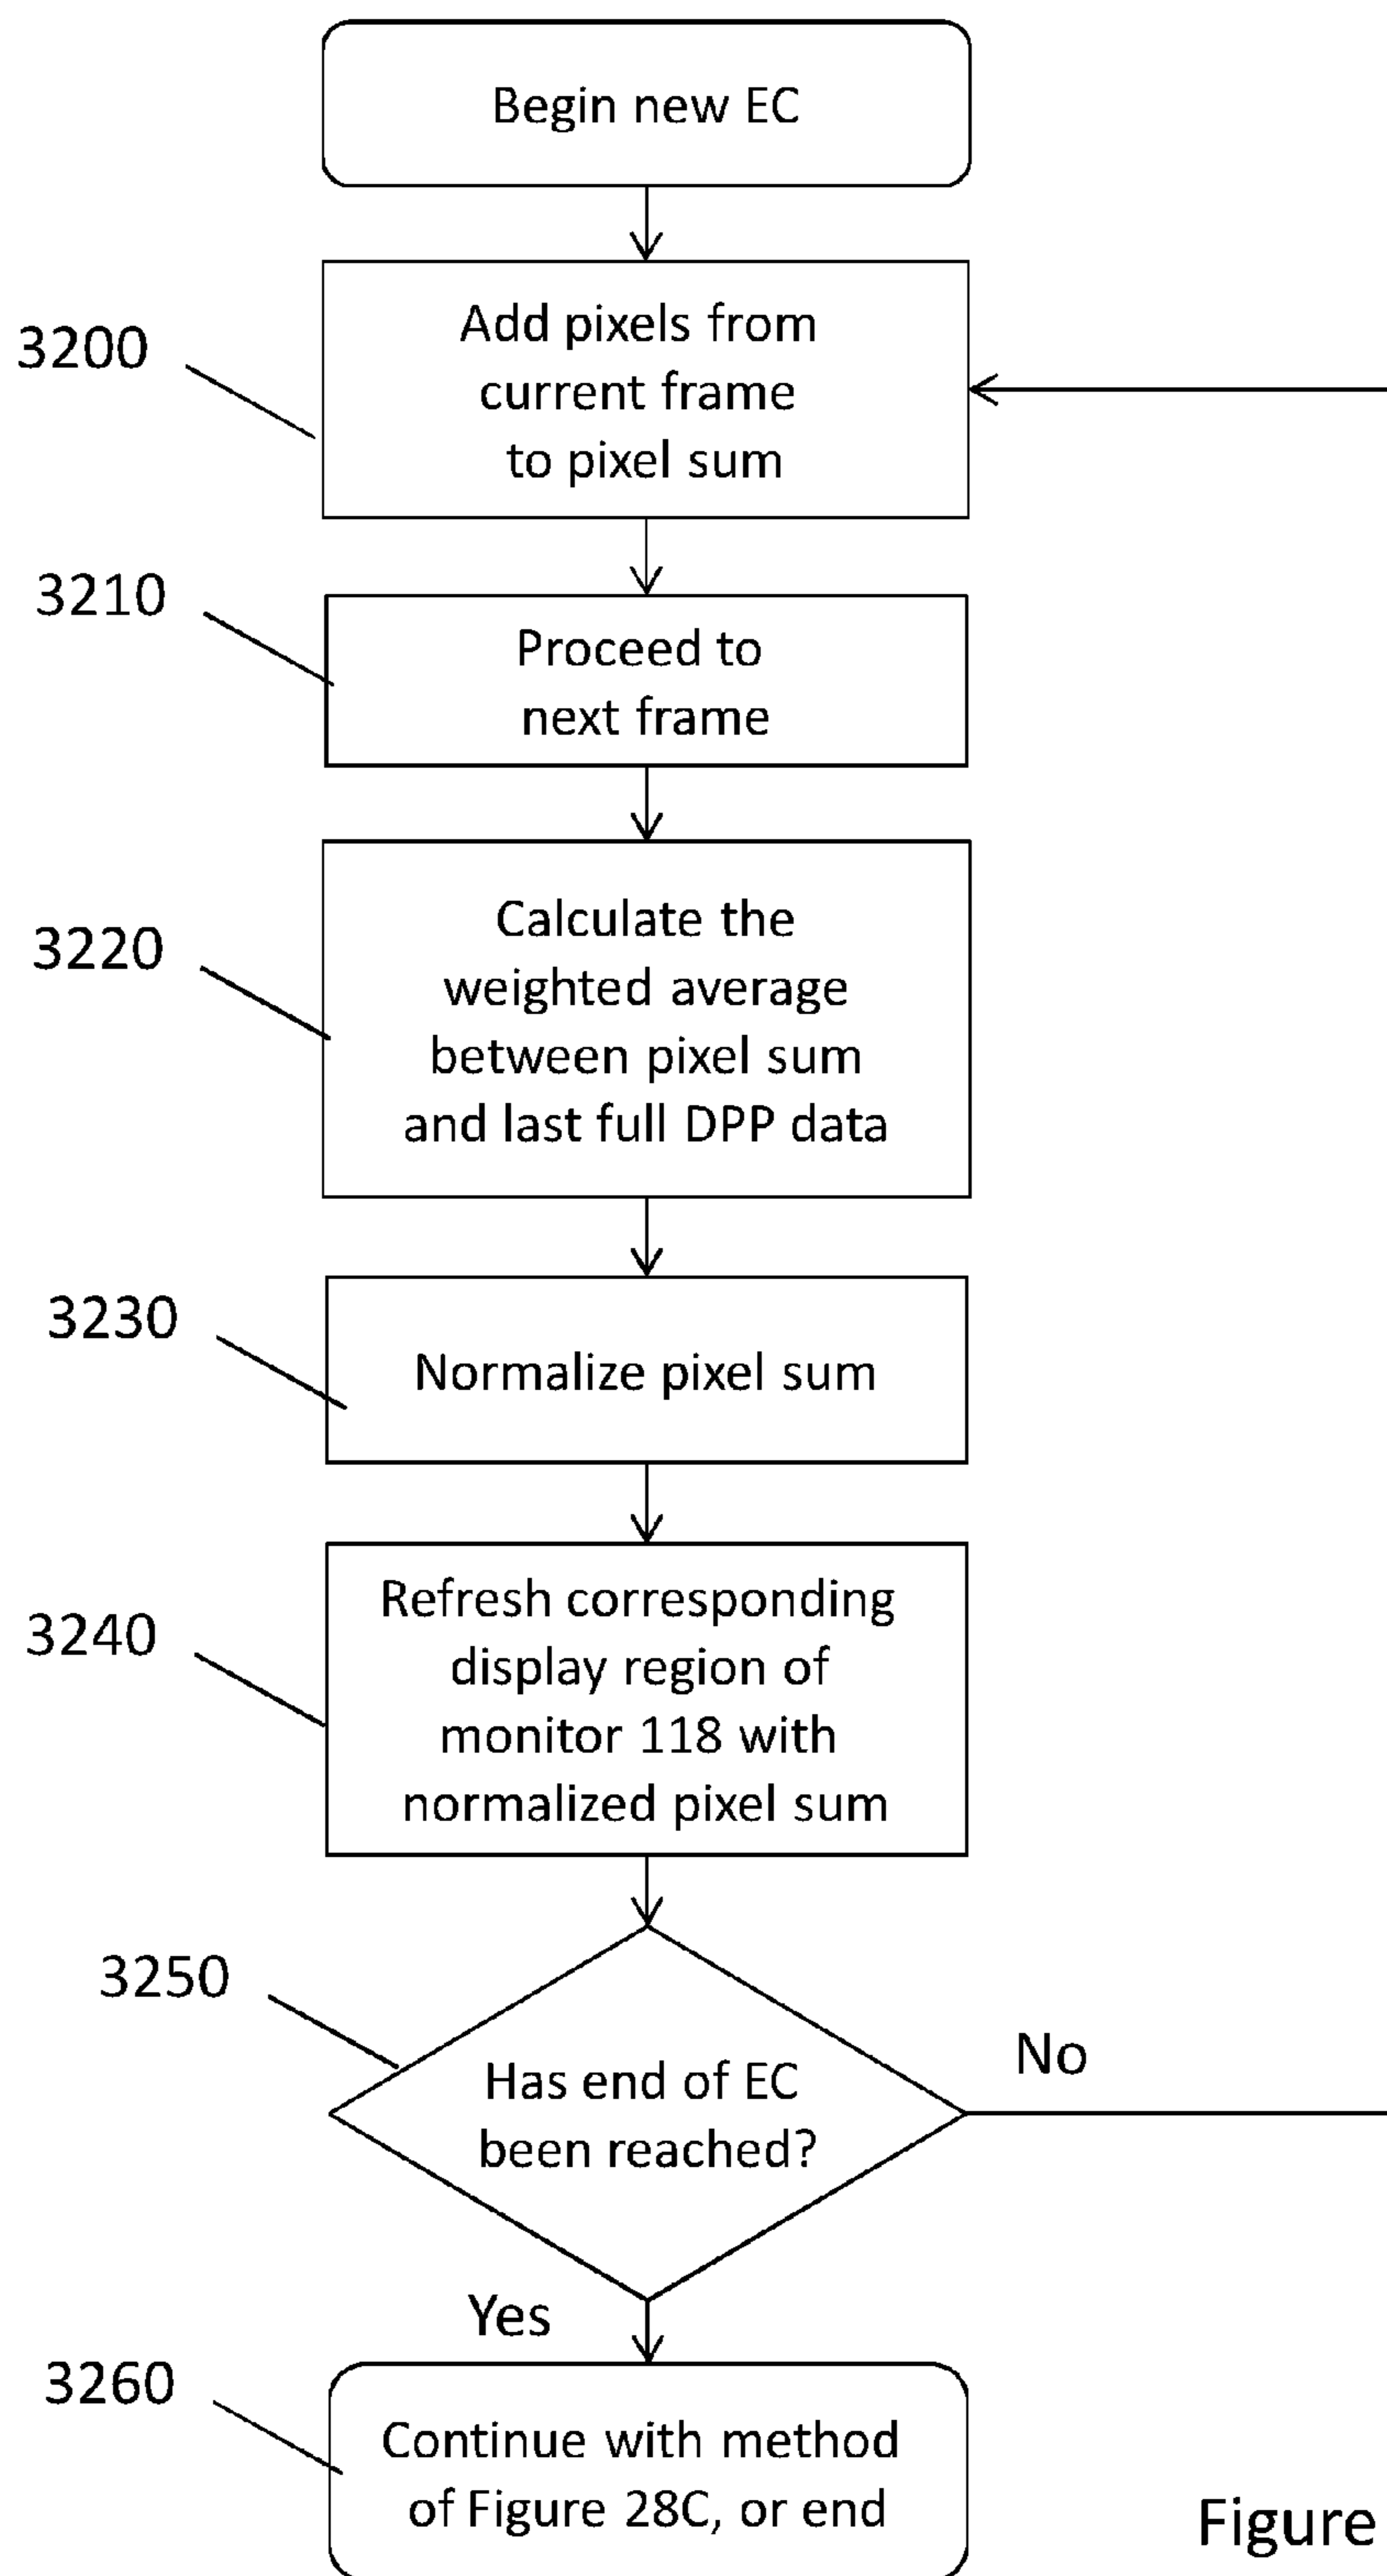 Begin new EC
3200
Add pixels from
current frame
to pixel sum
3210
Proceed to
next frame
3220
Calculate the
weighted average
between pixel sum
and last full DPP data
3230
Normalize pixel sum
3240
Refresh corresponding
display region of
monitor 118 with
normalized pixel sum
3250
Has end of EC
been reached?
No
Yes
3260
Continue with method
of Figure 28C, or end
Figure